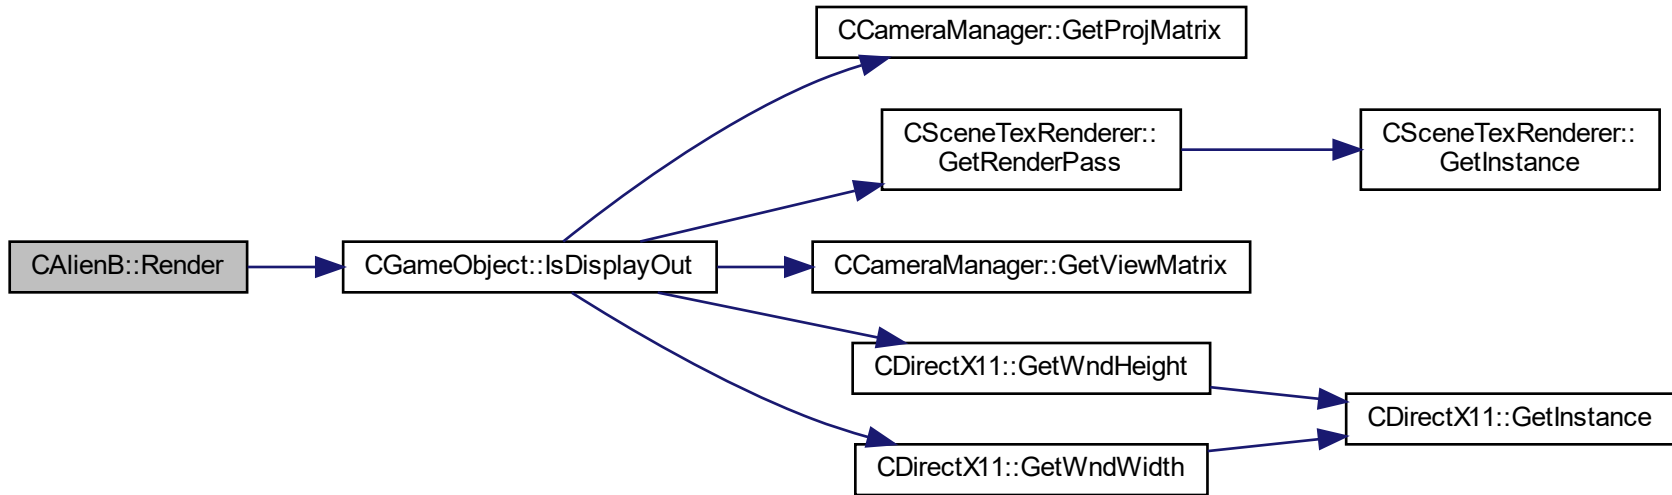 CCameraManager::GetProjMatrix
CSceneTexRenderer::
GetRenderPass
CSceneTexRenderer::
GetInstance
CAlienB::Render
CGameObject::IsDisplayOut
CCameraManager::GetViewMatrix
CDirectX11::GetWndHeight
CDirectX11::GetInstance
CDirectX11::GetWndWidth